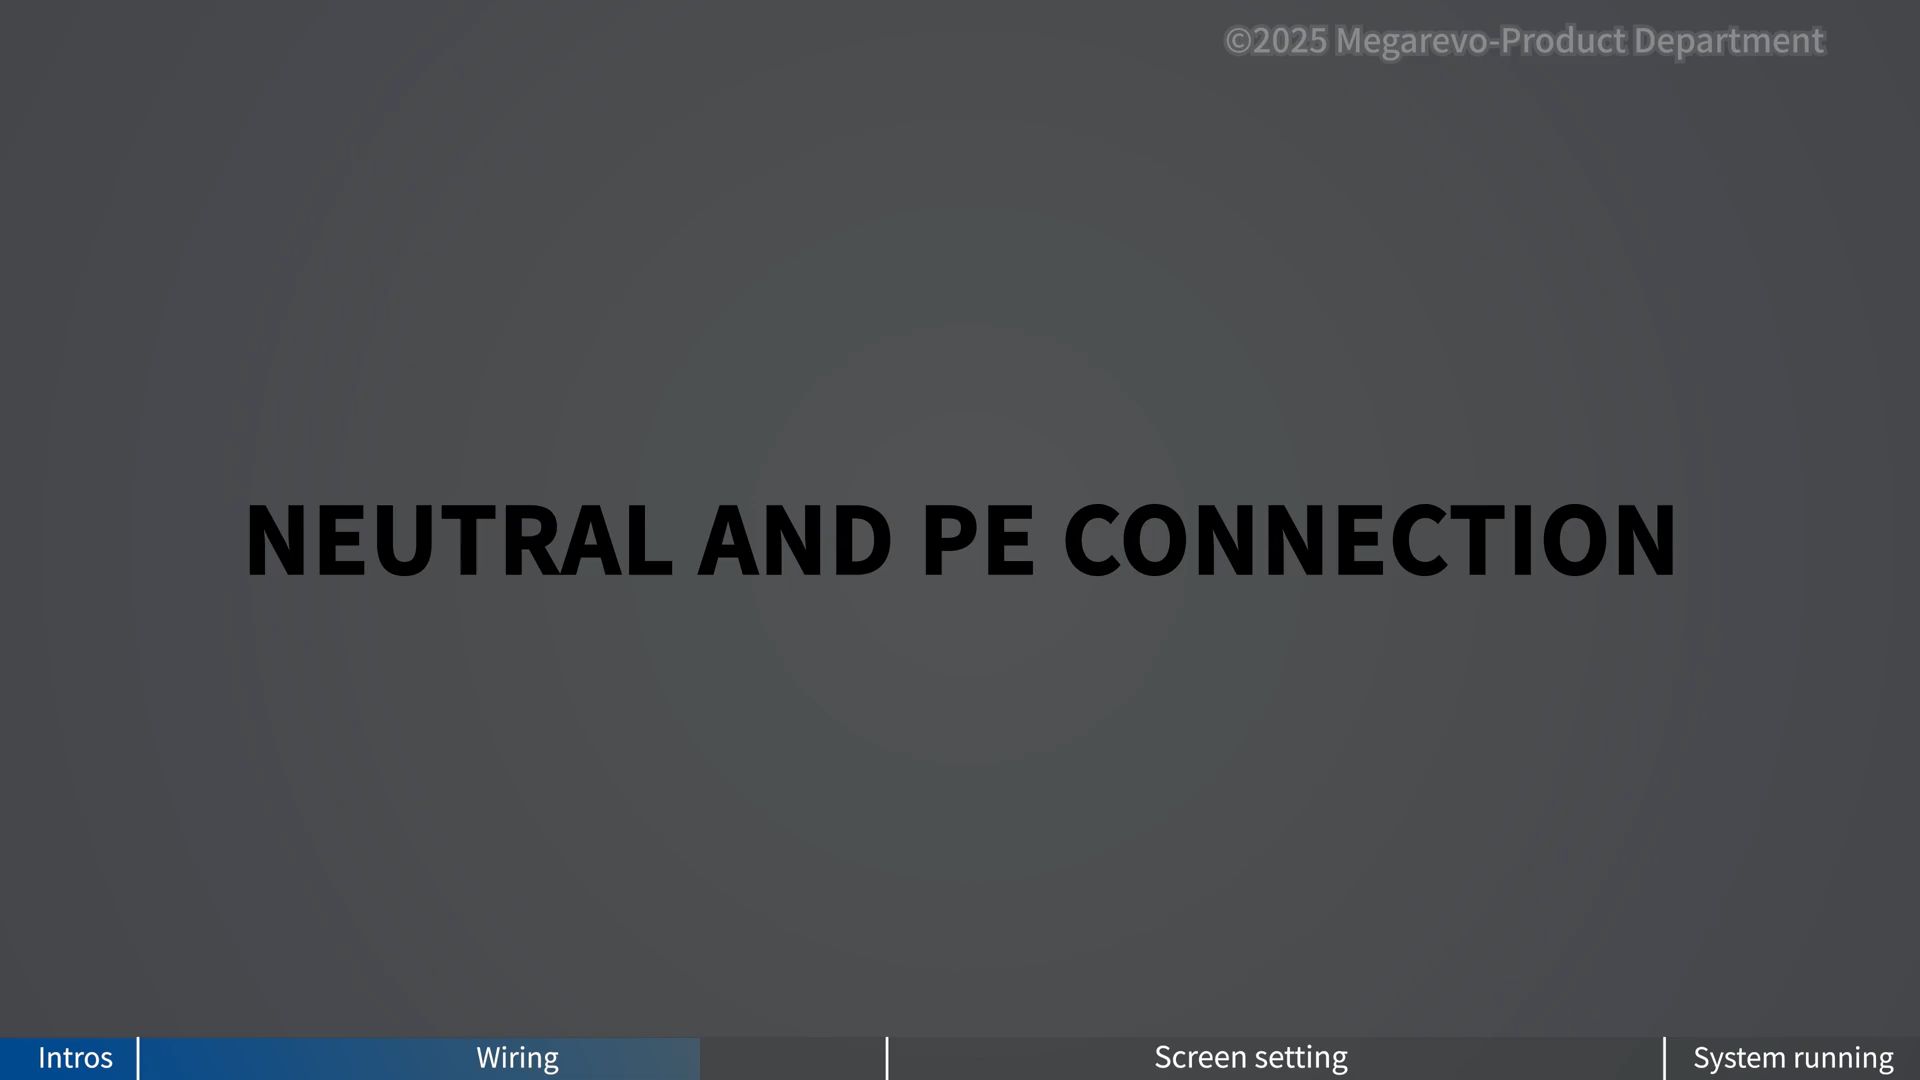 ©2025 Megarevo-Product Department
NEUTRAL AND PE CONNECTION
Intros
Wiring
Screen setting
System running